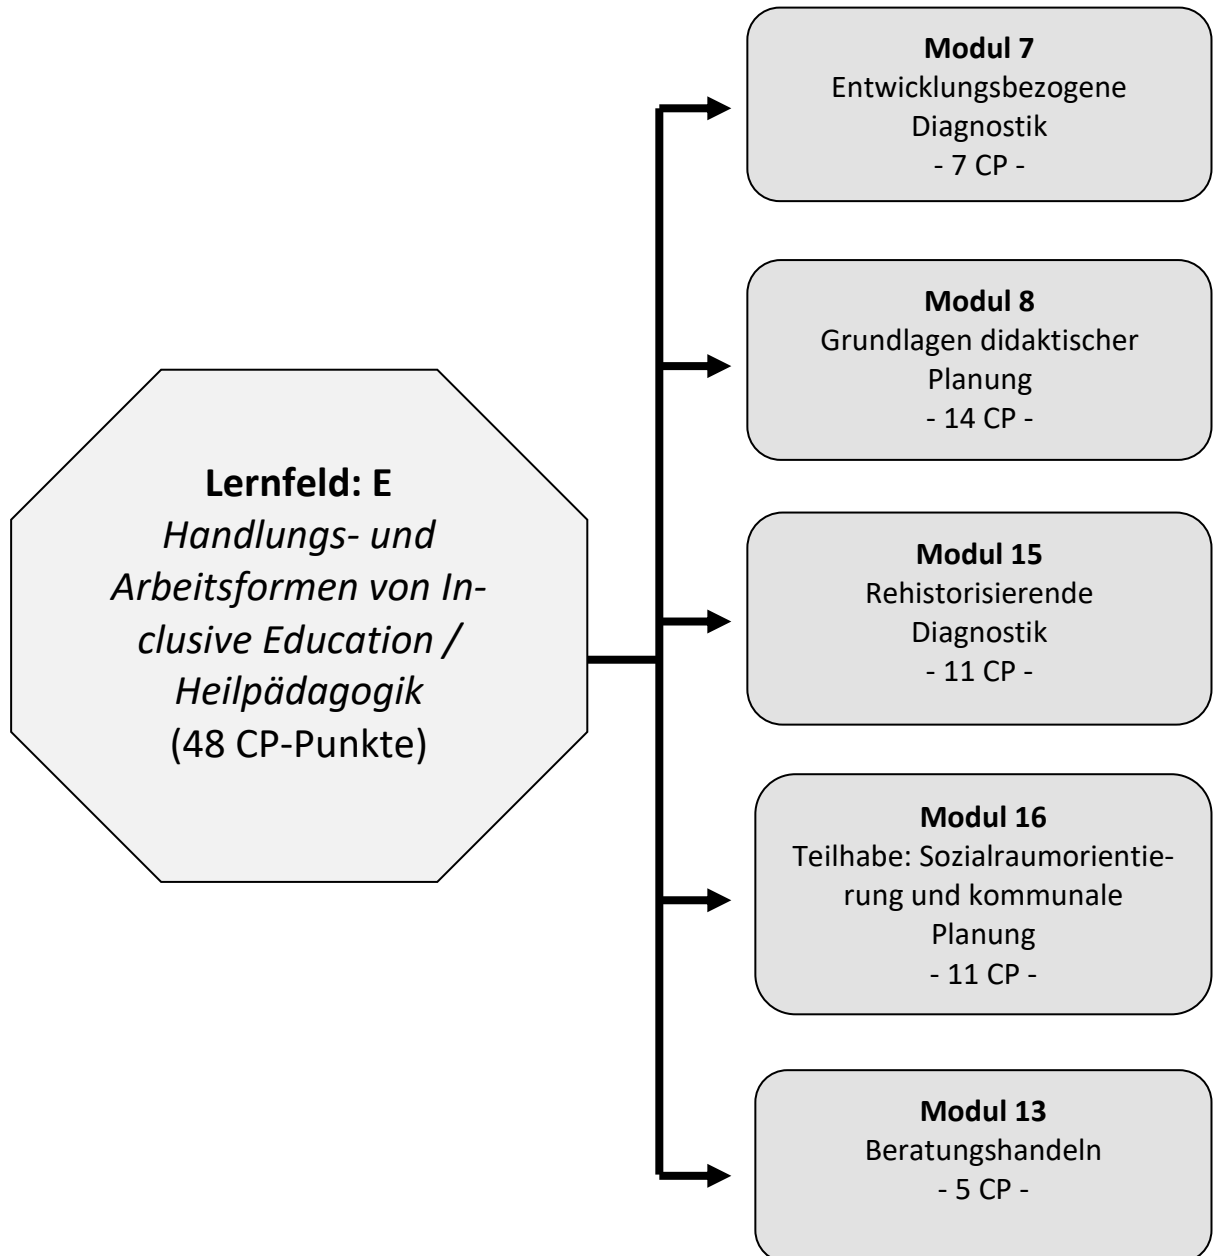 Lernfeld: E
Handlungs- und
Arbeitsformen von In-
clusive Education /
Heilpädagogik
(48 CP-Punkte)
Modul 7
Entwicklungsbezogene
Diagnostik
- 7 CP -
Modul 8
Grundlagen didaktischer
Planung
- 14 CP -
Modul 15
Rehistorisierende
Diagnostik
- 11 CP -
Modul 16
Teilhabe: Sozialraumorientie-
rung und kommunale
Planung
- 11 CP -
Modul 13
Beratungshandeln
- 5 CP -